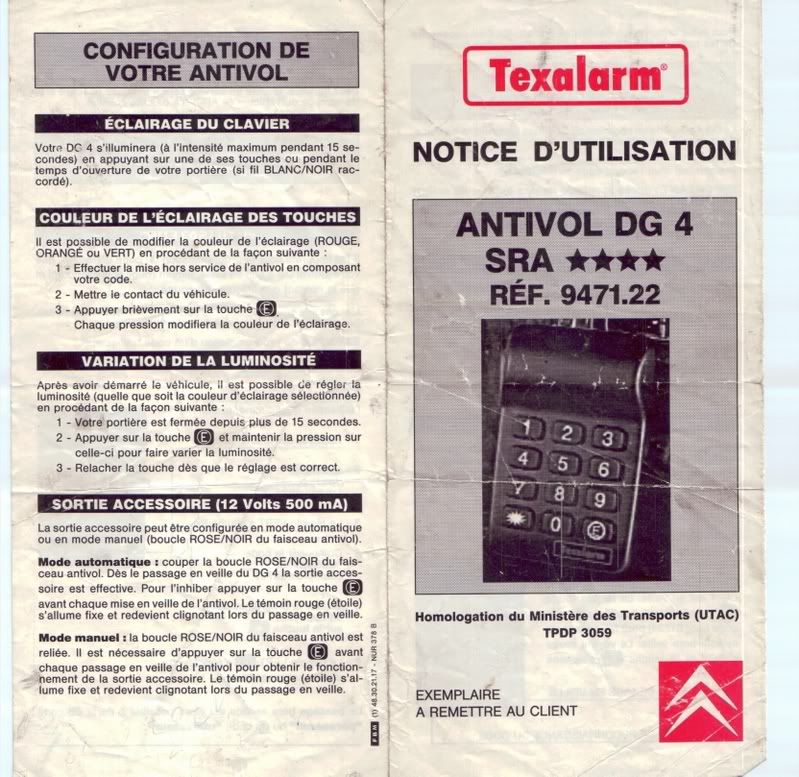 CONFIGURATION DE
VOTRE ANTIVOL
ÉCLAIRAGE DU CLAVIER
Votre DG 4 s'illuminera (à l'intensité maximum pendant 15 se-
condes) en appuyant sur une de ses touches ou pendant le
temps d'ouverture de votre portière (si fil BLANC/NOIR rac-
cordé).
COULEUR DE L'ÉCLAIRAGE DES TOUCHES
Il est possible de modifier la couleur de l'éclairage (ROUGE,
ORANGÉ ou VERT) en procédant de la façon suivante :
1 - Effectuer la mise hors service de l'antivol en composant
votre code.
2 - Mettre le contact du véhicule.
3 - Appuyer brièvement sur la touche Ⓔ.
Chaque pression modifiera la couleur de l'éclairage.
VARIATION DE LA LUMINOSITÉ
Après avoir démarré le véhicule, il est possible de régler la
luminosité (quelle que soit la couleur d'éclairage sélectionnée)
en procédant de la façon suivante :
1 - Votre portière est fermée depuis plus de 15 secondes.
2 - Appuyer sur la touche Ⓔ et maintenir la pression sur
celle-ci pour faire varier la luminosité.
3 - Relacher la touche dès que le réglage est correct.
SORTIE ACCESSOIRE (12 Volts 500 mA)
La sortie accessoire peut être configurée en mode automatique
ou en mode manuel (boucle ROSE/NOIR du faisceau antivol).
Mode automatique : couper la boucle ROSE/NOIR du fais-
ceau antivol. Dès le passage en veille du DG 4 la sortie acces-
soire est effective. Pour l'inhiber appuyer sur la touche Ⓔ
avant chaque mise en veille de l'antivol. Le témoin rouge (étoile)
s'allume fixe et redevient clignotant lors du passage en veille.
Mode manuel : la boucle ROSE/NOIR du faisceau antivol est
reliée. Il est nécessaire d'appuyer sur la touche Ⓔ avant
chaque passage en veille de l'antivol pour obtenir le fonction-
nement de la sortie accessoire. Le témoin rouge (étoile) s'al-
lume fixe et redevient clignotant lors du passage en veille.
FBM (1) 48.30.21.17 - NUR 378 B
Texalarm®
NOTICE D'UTILISATION
ANTIVOL DG 4
SRA ★★★★
RÉF. 9471.22
1 2 3
4 5 6
7 8 9
0 Ⓔ
Texalarm
Homologation du Ministère des Transports (UTAC)
TPDP 3059
EXEMPLAIRE
A REMETTRE AU CLIENT